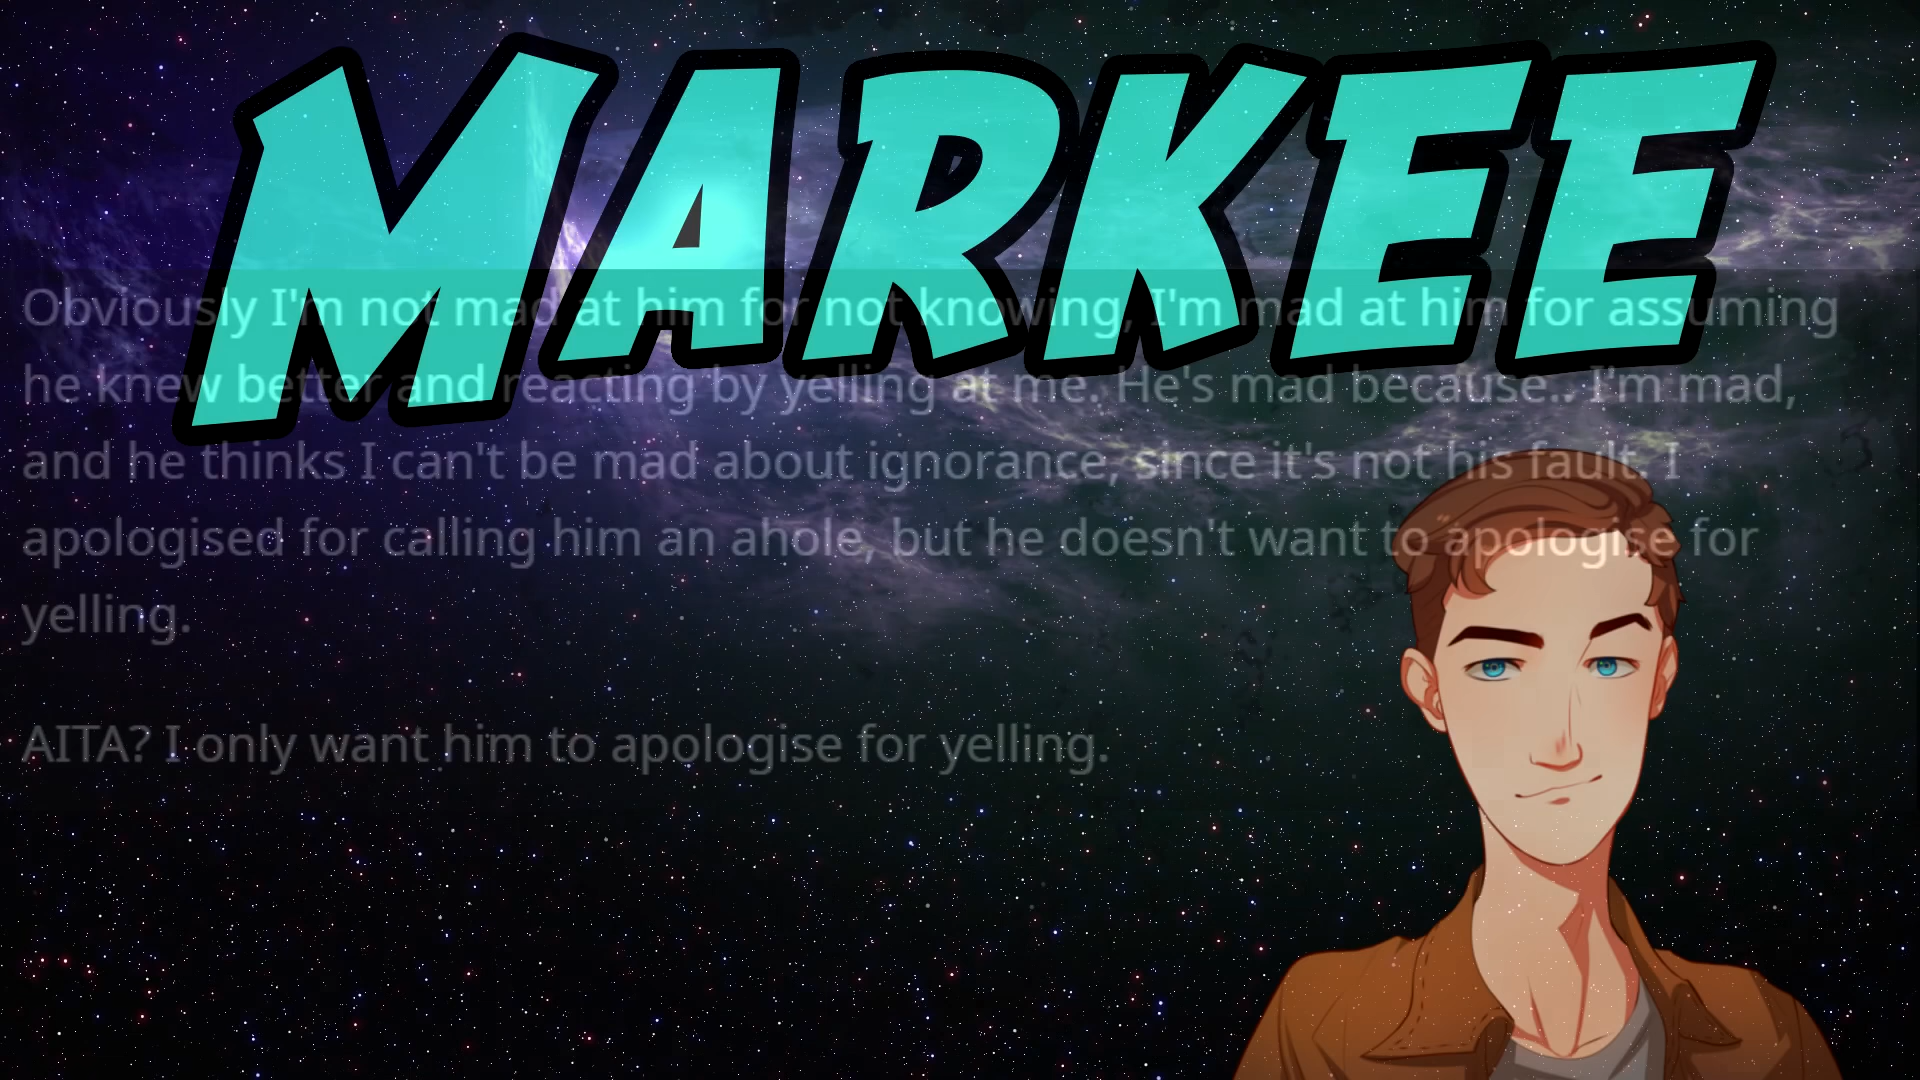 MARKEE
Obviously I'm not mad at him for not knowing, I'm mad at him for assuming
he knew better and reacting by yelling at me. He's mad because.. I'm mad,
and he thinks I can't be mad about ignorance, since it's not his fault. I
apologised for calling him an ahole, but he doesn't want to apologise for
yelling.
AITA? I only want him to apologise for yelling.